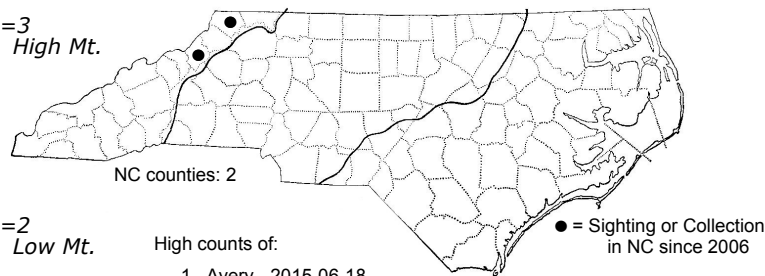 =3
High Mt.
NC counties: 2
=2
Low Mt.
High counts of:
● = Sighting or Collection
in NC since 2006
1 - Avery - 2015-06-18